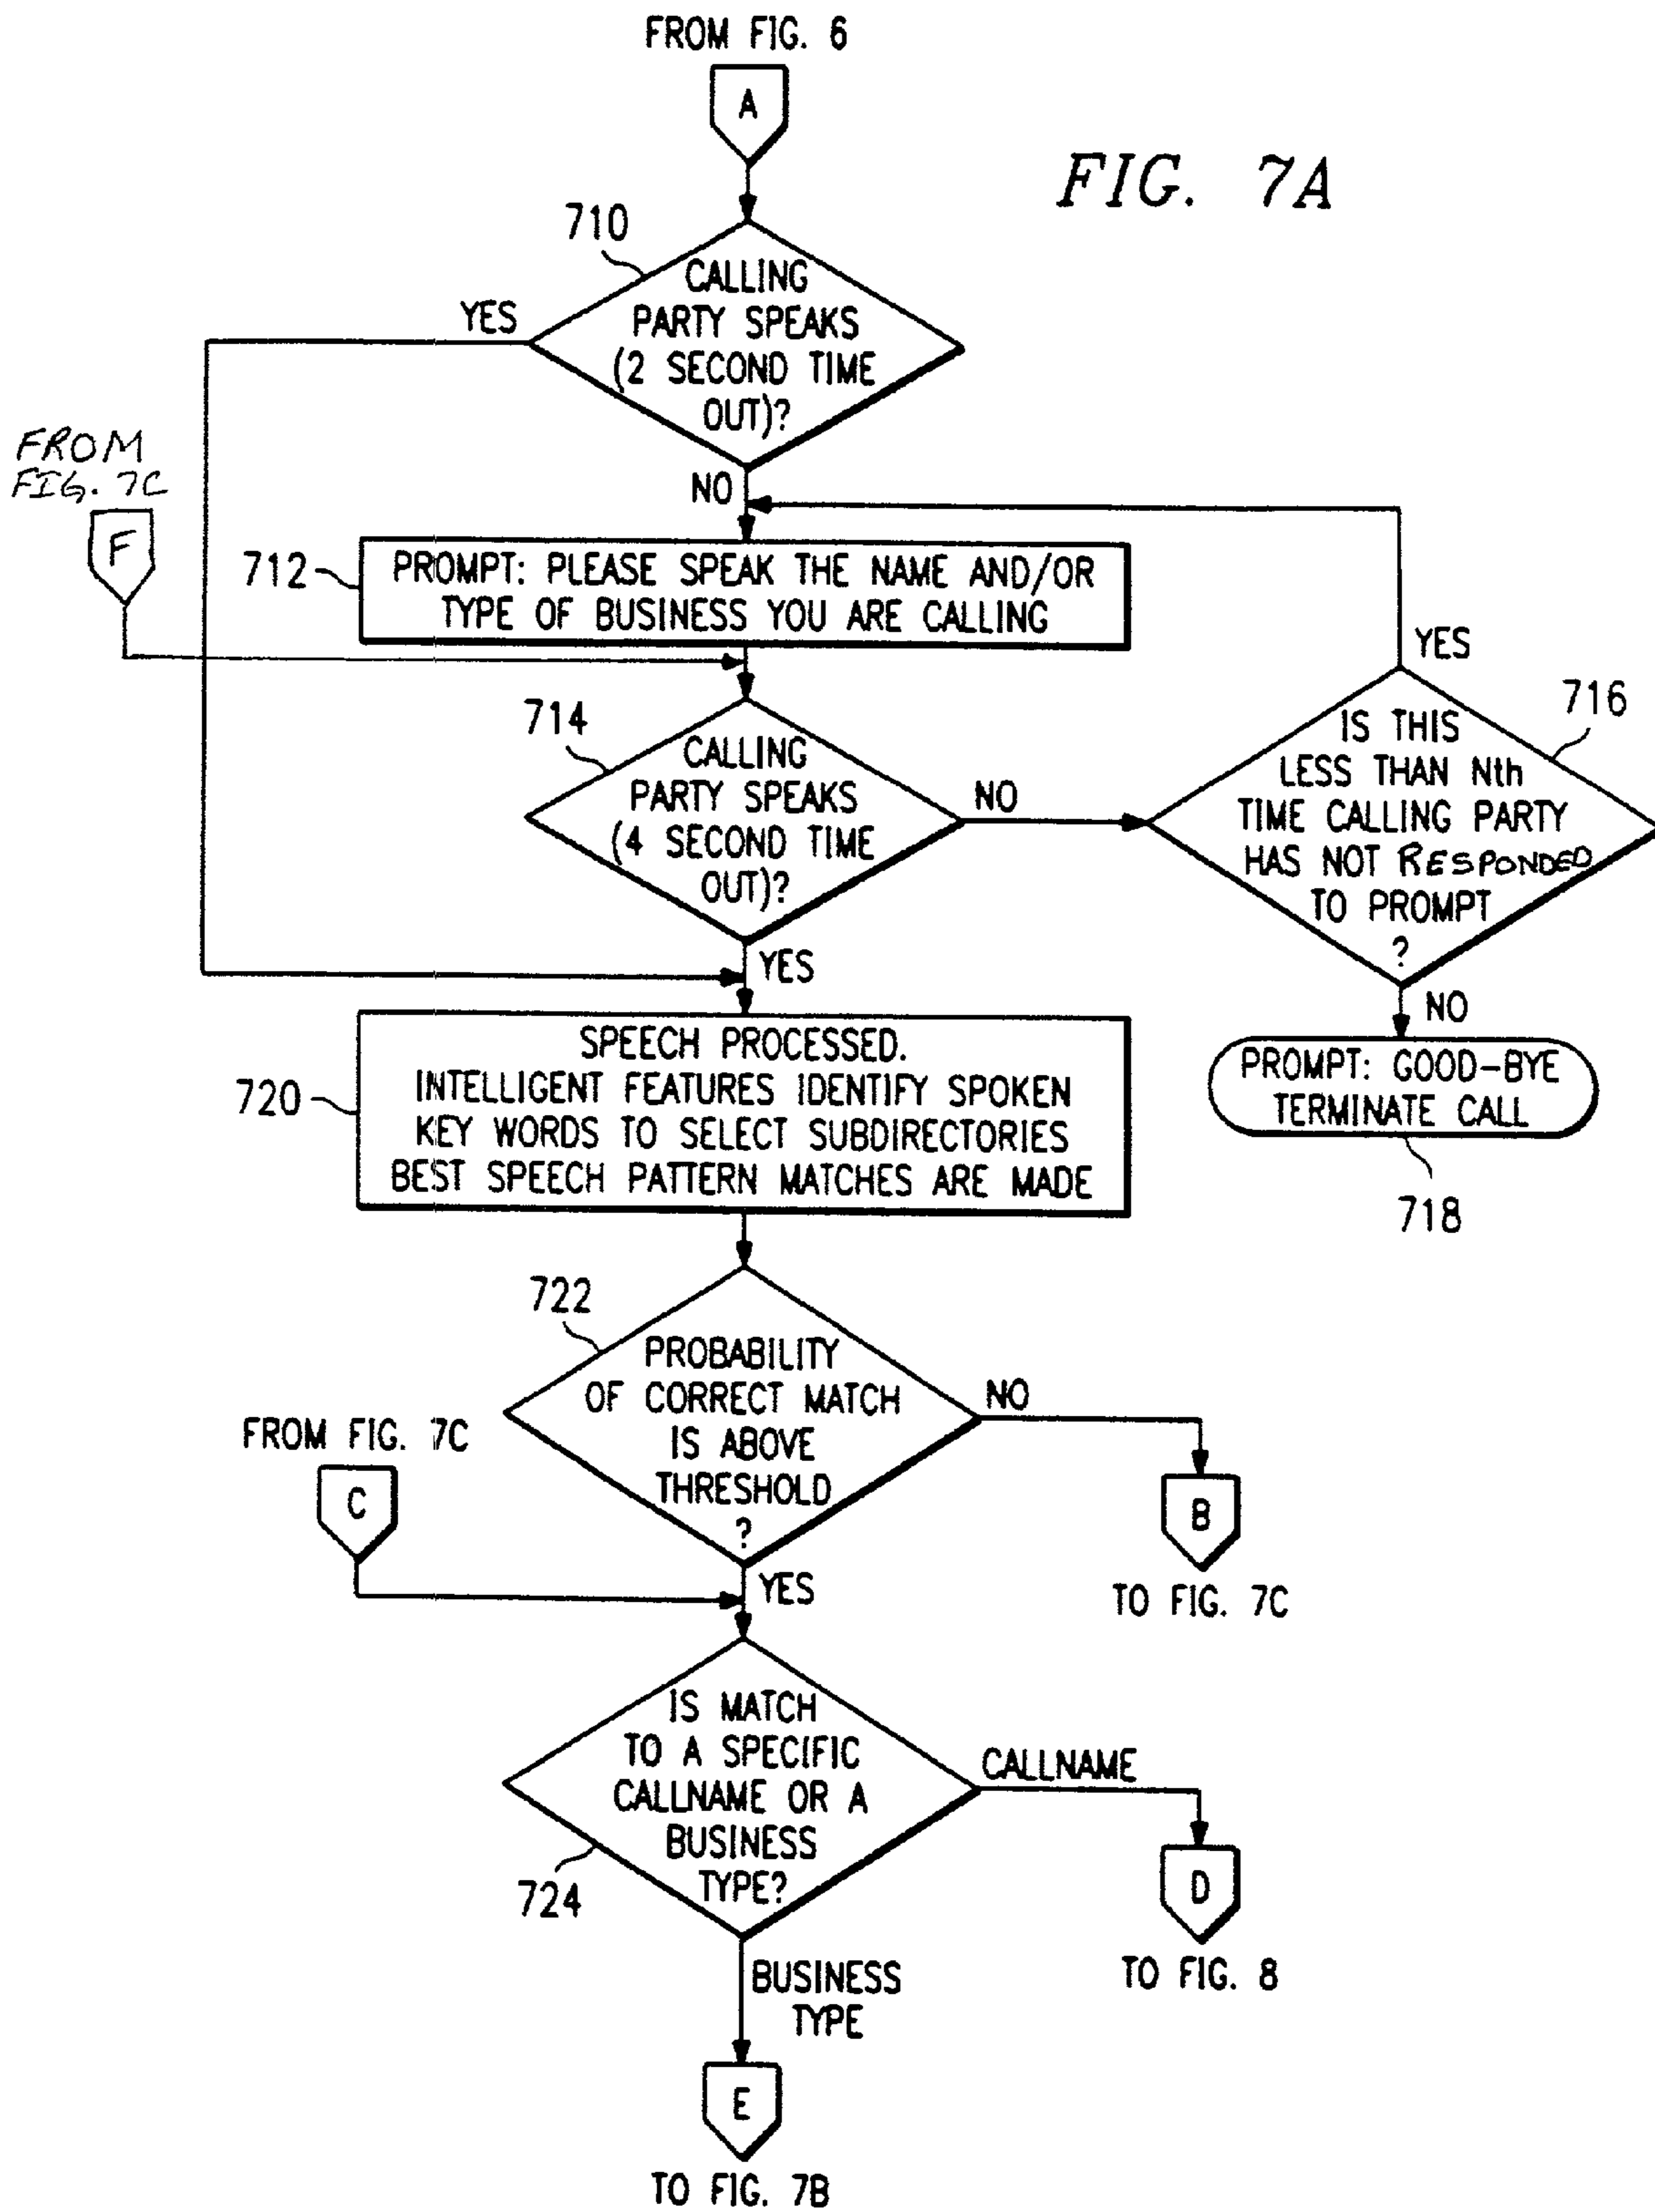 FROM FIG. 6
A
FIG. 7A
710
CALLING
PARTY SPEAKS
(2 SECOND TIME
OUT)?
YES
NO
FROM
FIG. 7C
F
712
PROMPT: PLEASE SPEAK THE NAME AND/OR
TYPE OF BUSINESS YOU ARE CALLING
714
CALLING
PARTY SPEAKS
(4 SECOND TIME
OUT)?
NO
YES
716
IS THIS
LESS THAN Nth
TIME CALLING PARTY
HAS NOT RESPONDED
TO PROMPT
?
YES
NO
PROMPT: GOOD-BYE
TERMINATE CALL
718
720
SPEECH PROCESSED.
INTELLIGENT FEATURES IDENTIFY SPOKEN
KEY WORDS TO SELECT SUBDIRECTORIES
BEST SPEECH PATTERN MATCHES ARE MADE
722
PROBABILITY
OF CORRECT MATCH
IS ABOVE
THRESHOLD
?
NO
B
TO FIG. 7C
FROM FIG. 7C
C
YES
IS MATCH
TO A SPECIFIC
CALLNAME OR A
BUSINESS
TYPE?
724
CALLNAME
D
TO FIG. 8
BUSINESS
TYPE
E
TO FIG. 7B